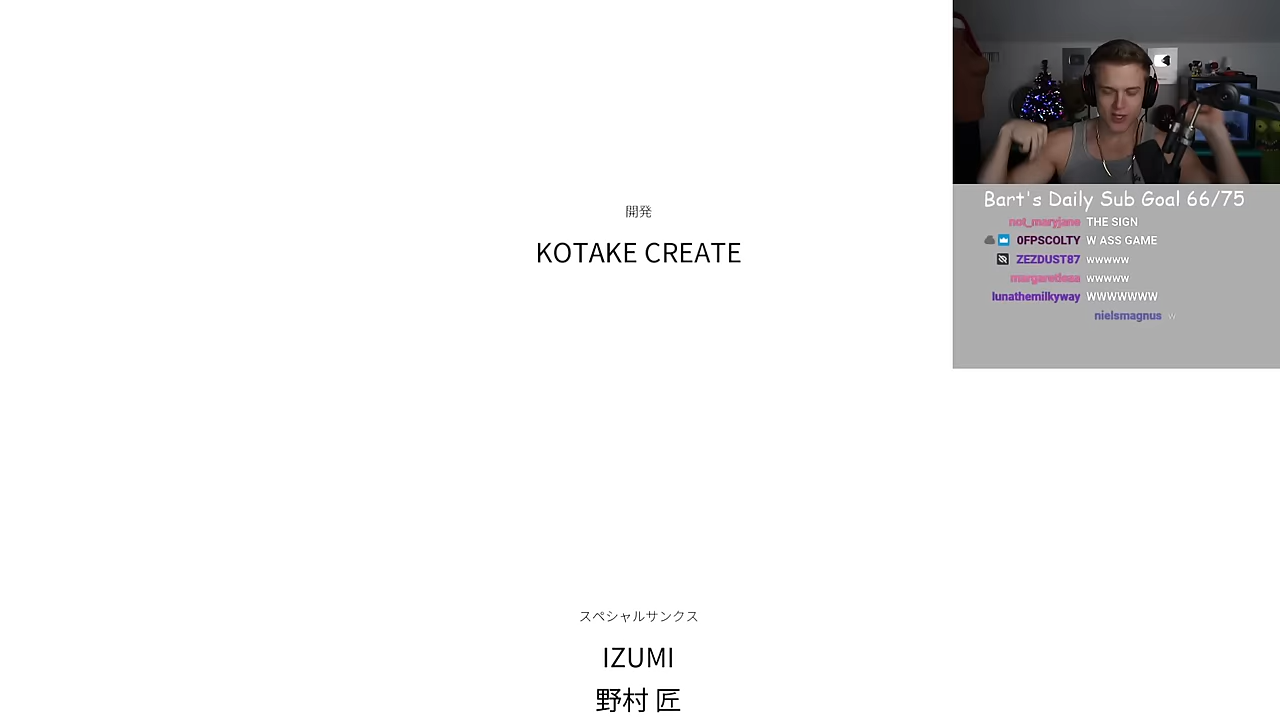 開発
KOTAKE CREATE
スペシャルサンクス
IZUMI
野村 匠
Bart's Daily Sub Goal 66/75
not_maryjane THE SIGN
0FPSCOLTY W ASS GAME
ZEZDUST87 wwwww
wwwww
lunathemilkyway WWWWWWW
nielsmagnus w